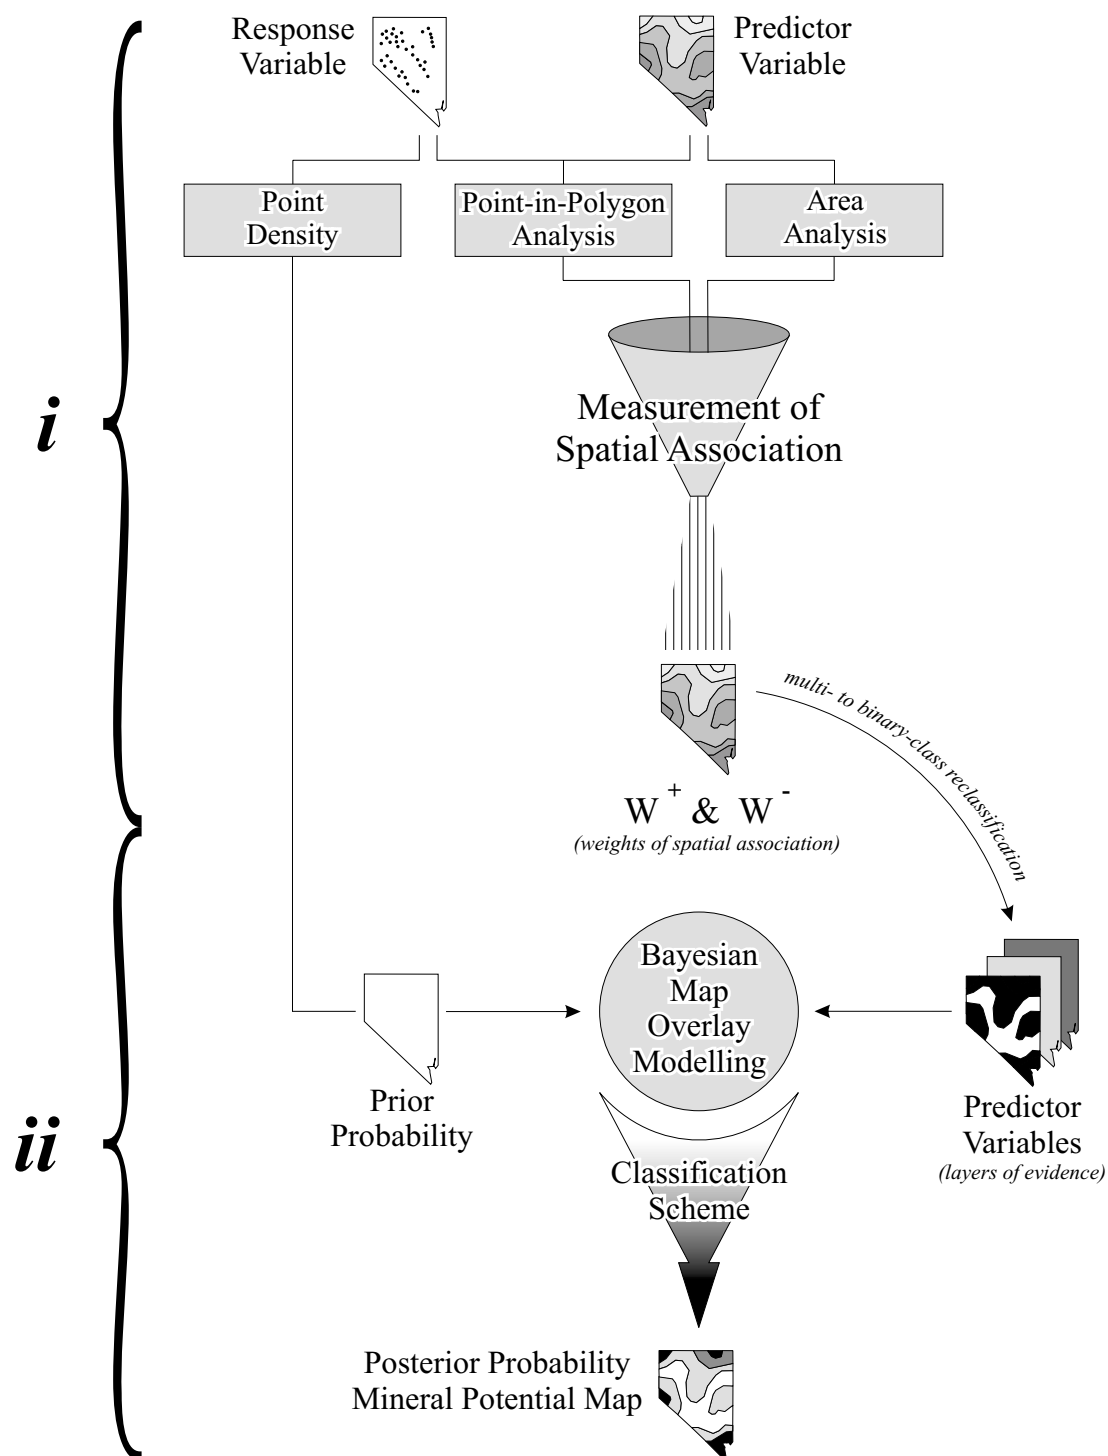 Response
Variable
Predictor
Variable
Point
Density
Point-in-Polygon
Analysis
Area
Analysis
i
Measurement of
Spatial Association
multi- to binary-class reclassification
W + & W -
(weights of spatial association)
Bayesian
Map
Overlay
Modelling
Prior
Probability
Predictor
Variables
(layers of evidence)
ii
Classification
Scheme
Posterior Probability
Mineral Potential Map